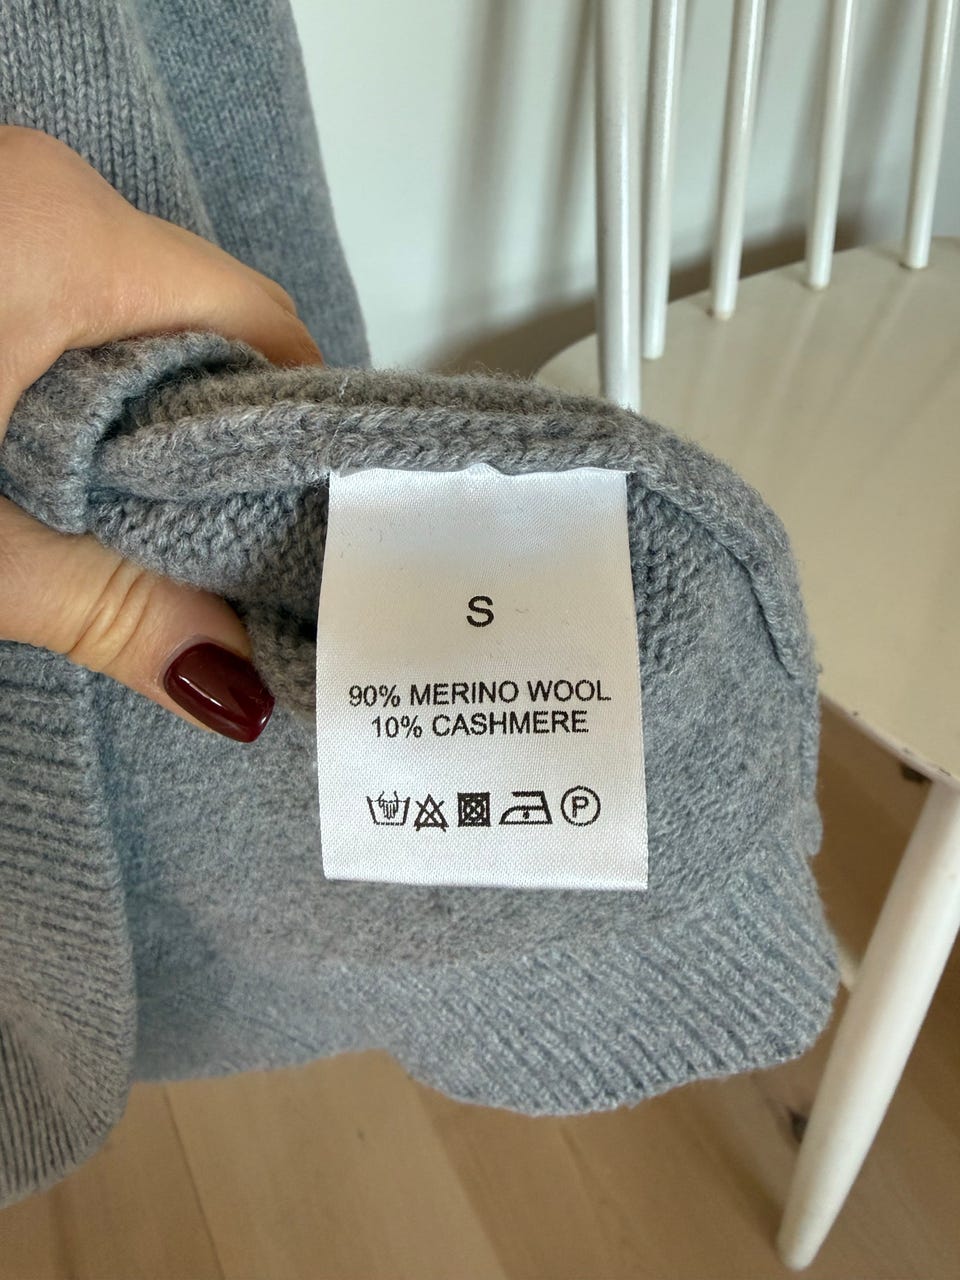 S
90% MERINO WOOL
10% CASHMERE
P